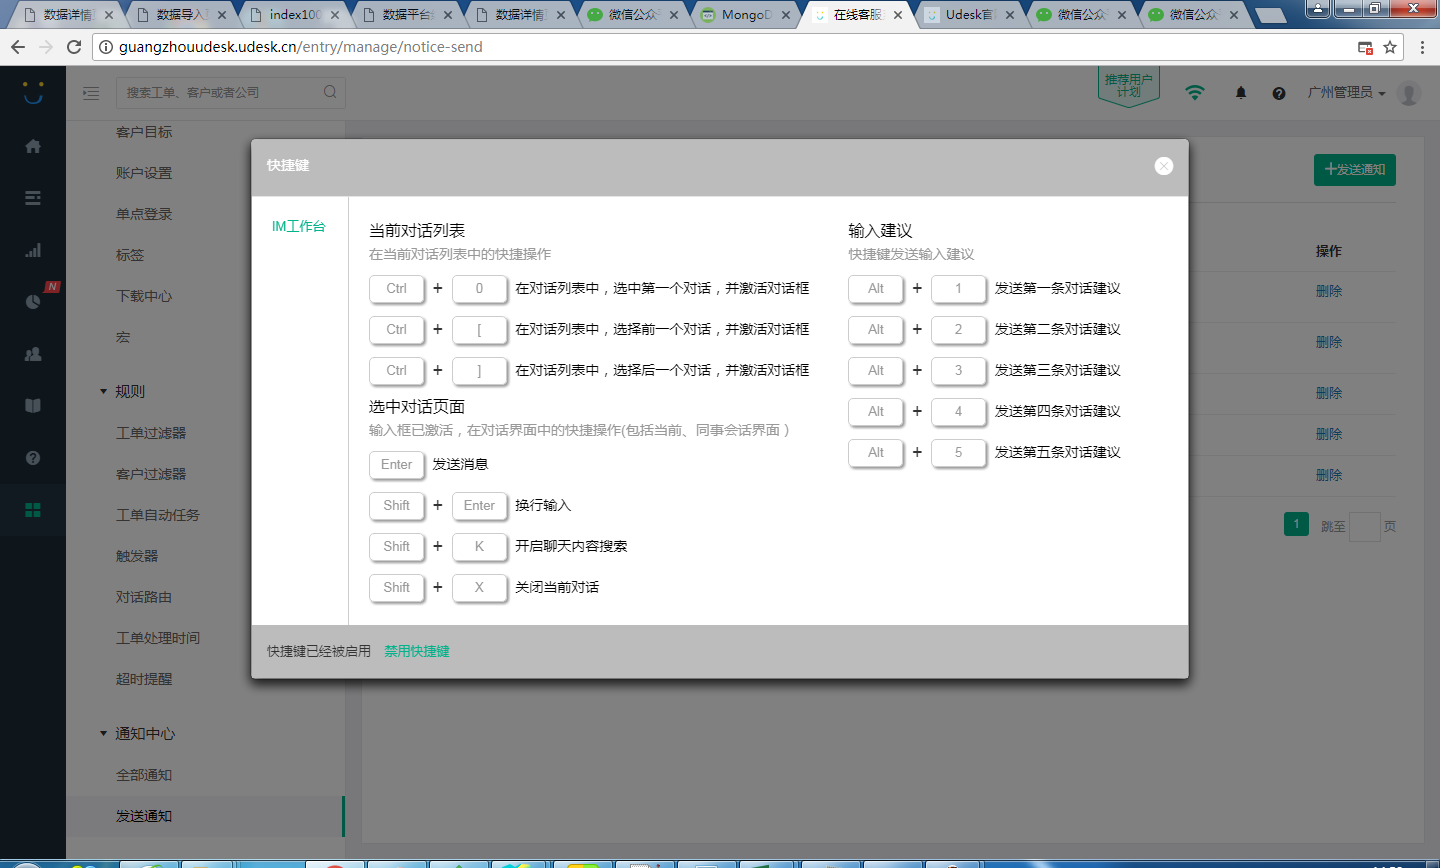 数据详情
数据导入
index100
数据平台
数据详情
微信公众
微信公众
MongoD
在线客服
Udesk官
微信公众
微信公众
guangzhouudesk.udesk.cn/entry/manage/notice-send
搜索工单、客户或者公司
推荐用户
计划
广州管理员
N
客户目标
账户设置
单点登录
标签
下载中心
宏
规则
工单过滤器
客户过滤器
工单自动任务
触发器
对话路由
工单处理时间
超时提醒
通知中心
全部通知
发送通知
快捷键
IM工作台
当前对话列表
在当前对话列表中的快捷操作
Ctrl + 0 在对话列表中，选中第一个对话，并激活对话框
Ctrl + [ 在对话列表中，选择前一个对话，并激活对话框
Ctrl + ] 在对话列表中，选择后一个对话，并激活对话框
选中对话页面
输入框已激活，在对话界面中的快捷操作(包括当前、同事会话界面）
Enter 发送消息
Shift + Enter 换行输入
Shift + K 开启聊天内容搜索
Shift + X 关闭当前对话
输入建议
快捷键发送输入建议
Alt + 1 发送第一条对话建议
Alt + 2 发送第二条对话建议
Alt + 3 发送第三条对话建议
Alt + 4 发送第四条对话建议
Alt + 5 发送第五条对话建议
快捷键已经被启用 禁用快捷键
+发送通知
操作
删除
删除
删除
删除
删除
1 跳至 页